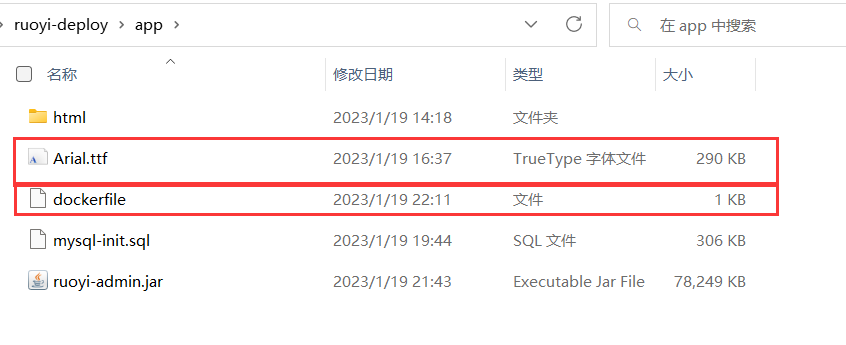 ruoyi-deploy > app >
在 app 中搜索
名称 修改日期 类型 大小
html 2023/1/19 14:18 文件夹
Arial.ttf 2023/1/19 16:37 TrueType 字体文件 290 KB
dockerfile 2023/1/19 22:11 文件 1 KB
mysql-init.sql 2023/1/19 19:44 SQL 文件 306 KB
ruoyi-admin.jar 2023/1/19 21:43 Executable Jar File 78,249 KB